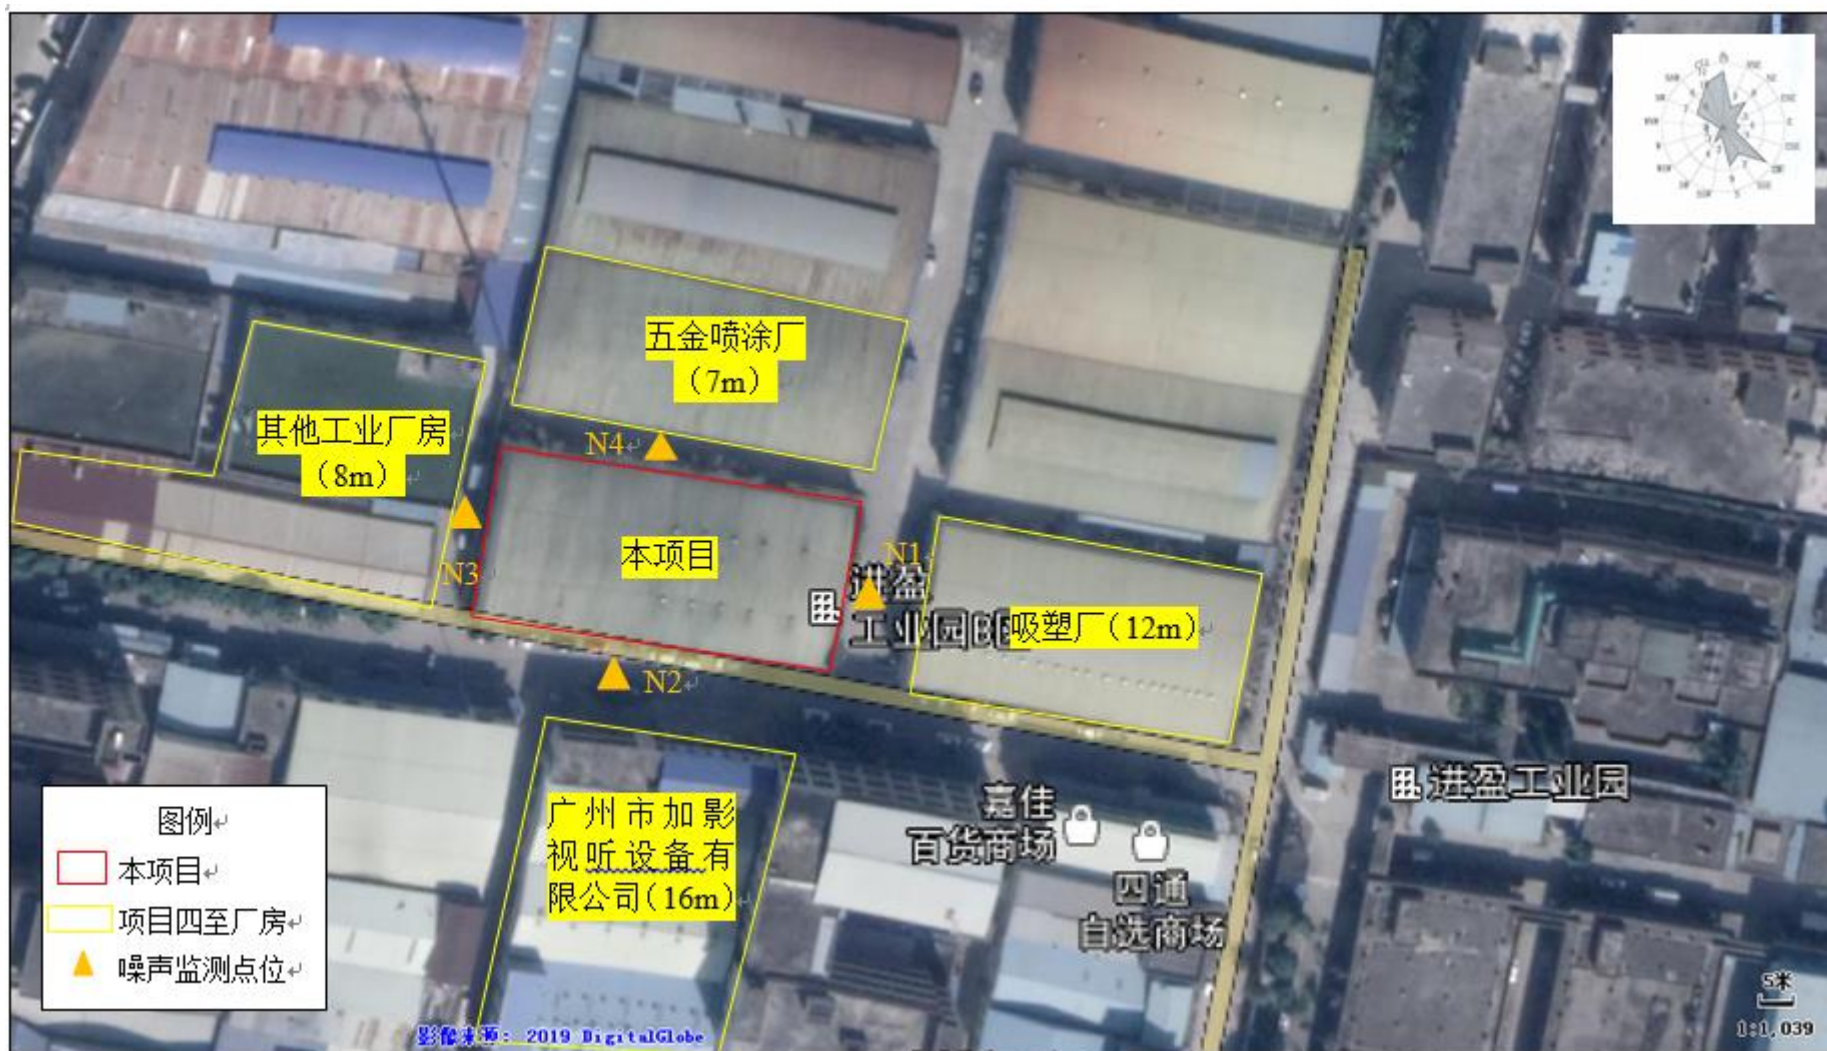 五金喷涂厂
（7m）
其他工业厂房
（8m）
N4
本项目
N1
N3
进盈
工业园
吸塑厂（12m）
N2
广州市加影
视听设备有
限公司（16m）
嘉佳
百货商场
进盈工业园
四通
自选商场
图例
本项目
项目四至厂房
噪声监测点位
影像来源: 2019 DigitalGlobe
5米
1:1,039